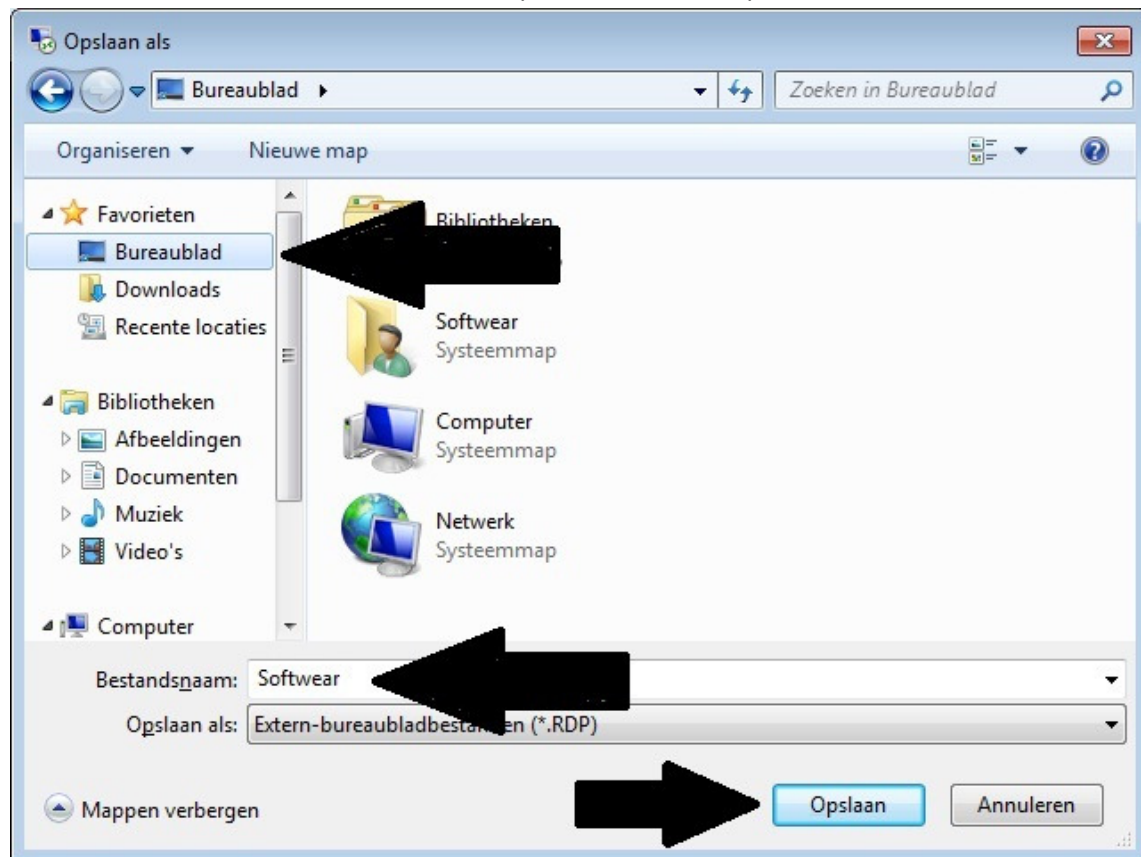 Opslaan als
Bureaublad
Zoeken in Bureaublad
Organiseren
Nieuwe map
Favorieten
Bureaublad
Downloads
Recente locaties
Bibliotheken
Afbeeldingen
Documenten
Muziek
Video's
Computer
Bibliotheken
Softwear
Systeemmap
Computer
Systeemmap
Netwerk
Systeemmap
Bestandsnaam: Softwear
Opslaan als: Extern-bureaubladbestanden (*.RDP)
Mappen verbergen
Opslaan
Annuleren